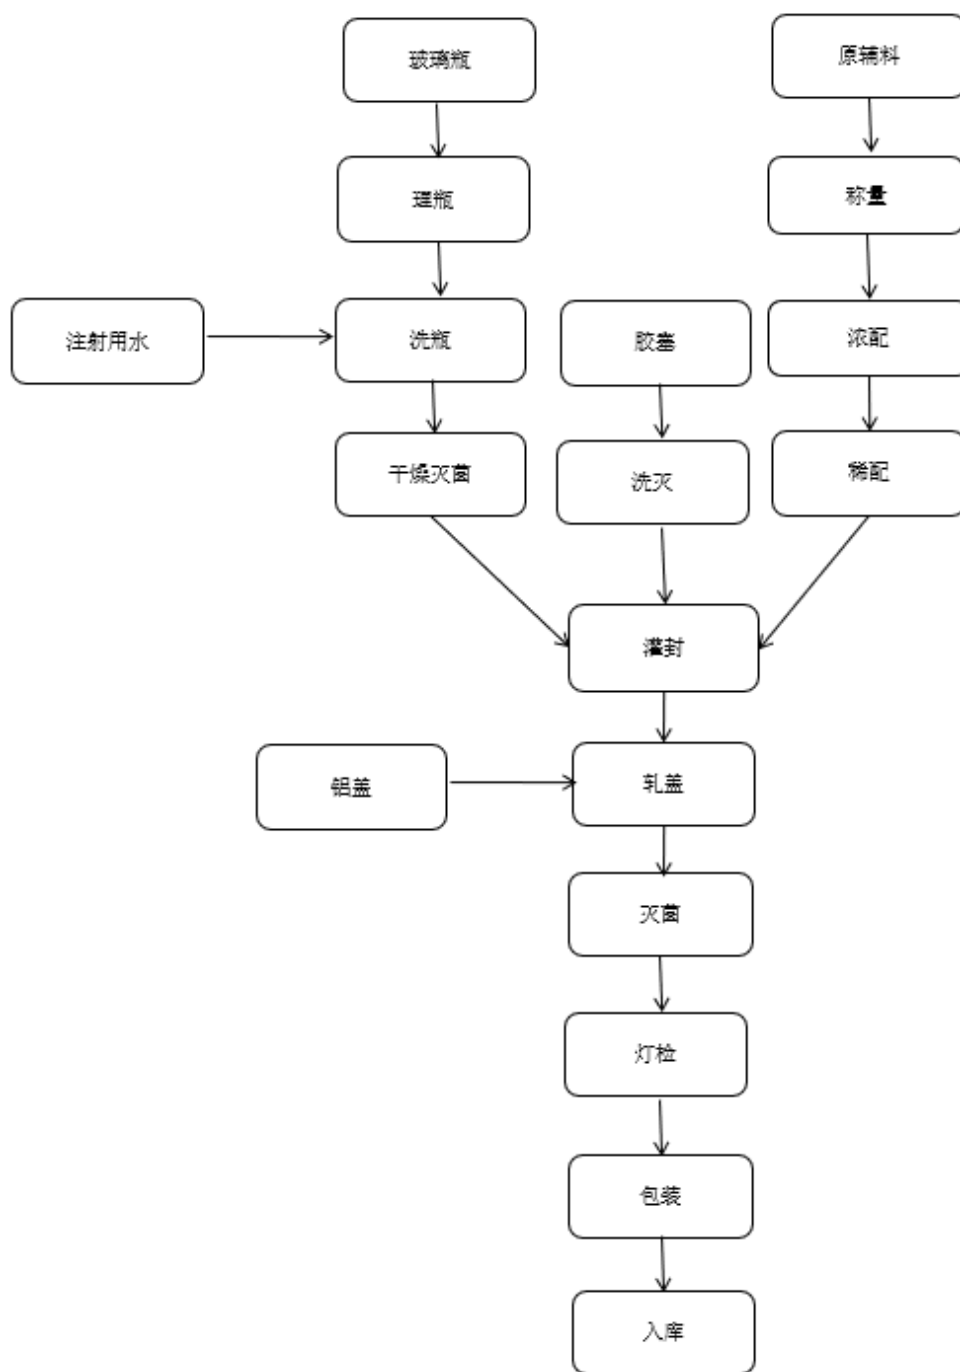 玻璃瓶
原辅料
理瓶
称量
注射用水
洗瓶
胶塞
浓配
干燥灭菌
洗灭
稀配
灌封
铝盖
轧盖
灭菌
灯检
包装
入库